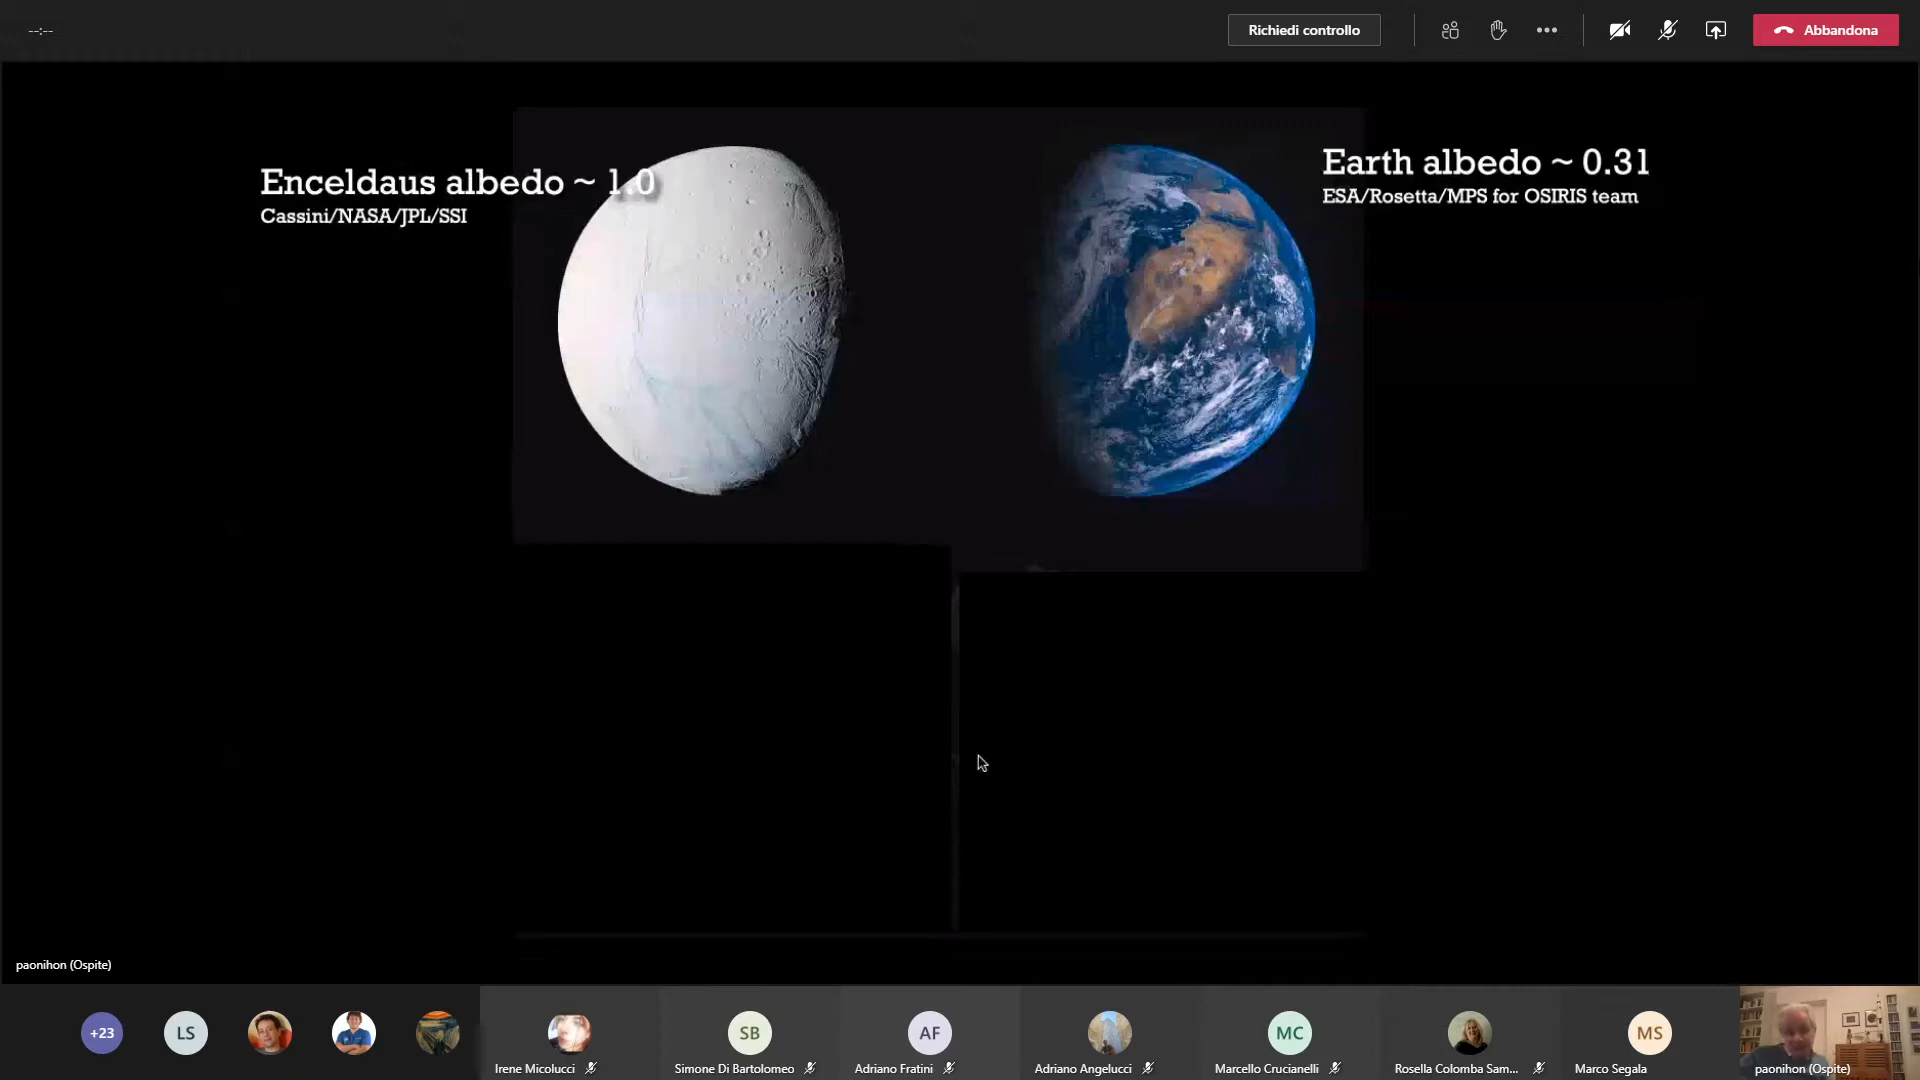 --:--
Richiedi controllo
Abbandona
Enceldaus albedo ~ 1.0
Cassini/NASA/JPL/SSI
Earth albedo ~ 0.31
ESA/Rosetta/MPS for OSIRIS team
paonihon (Ospite)
+23
LS
SB
AF
MC
MS
Irene Micolucci
Simone Di Bartolomeo
Adriano Fratini
Adriano Angelucci
Marcello Crucianelli
Rosella Colomba Sam...
Marco Segala
paonihon (Ospite)